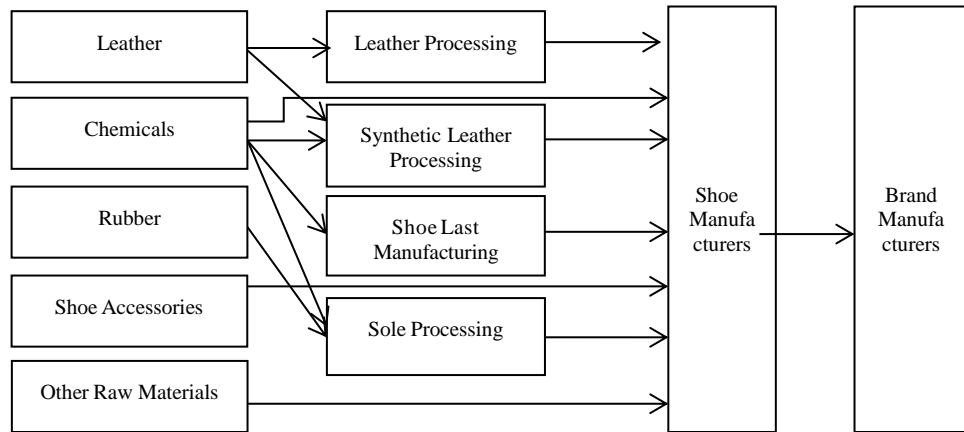 Leather
Chemicals
Rubber
Shoe Accessories
Other Raw Materials
Leather Processing
Synthetic Leather
Processing
Shoe Last
Manufacturing
Sole Processing
Shoe
Manufa
cturers
Brand
Manufa
cturers